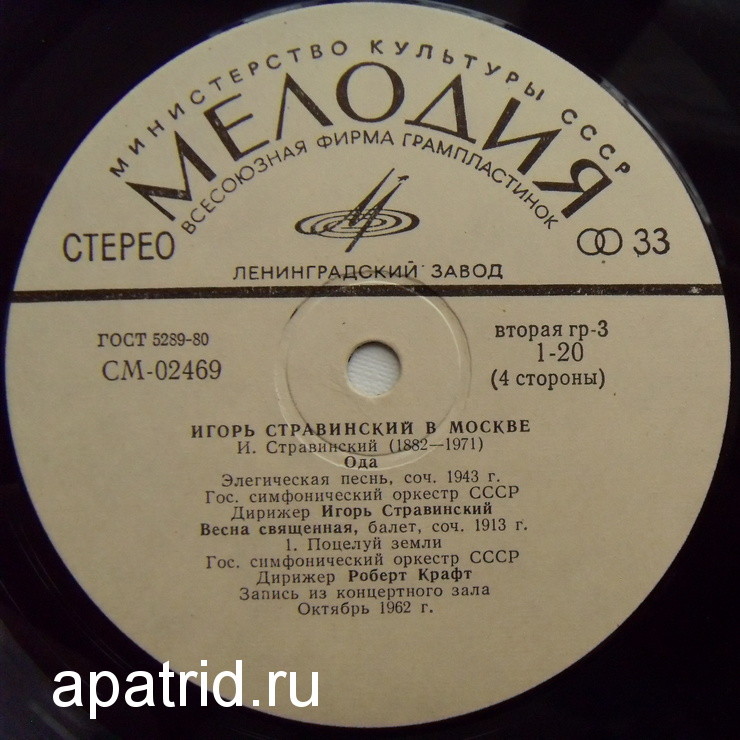 МИНИСТЕРСТВО КУЛЬТУРЫ СССР
МЕЛОДИЯ
ВСЕСОЮЗНАЯ ФИРМА ГРАМПЛАСТИНОК
СТЕРЕО
33
ЛЕНИНГРАДСКИЙ ЗАВОД
ГОСТ 5289-80
СМ-02469
вторая гр-3
1-20
(4 стороны)
ИГОРЬ СТРАВИНСКИЙ В МОСКВЕ
И. Стравинский (1882—1971)
Ода
Элегическая песнь, соч. 1943 г.
Гос. симфонический оркестр СССР
Дирижер Игорь Стравинский
Весна священная, балет, соч. 1913 г.
1. Поцелуй земли
Гос. симфонический оркестр СССР
Дирижер Роберт Крафт
Запись из концертного зала
Октябрь 1962 г.
apatrid.ru